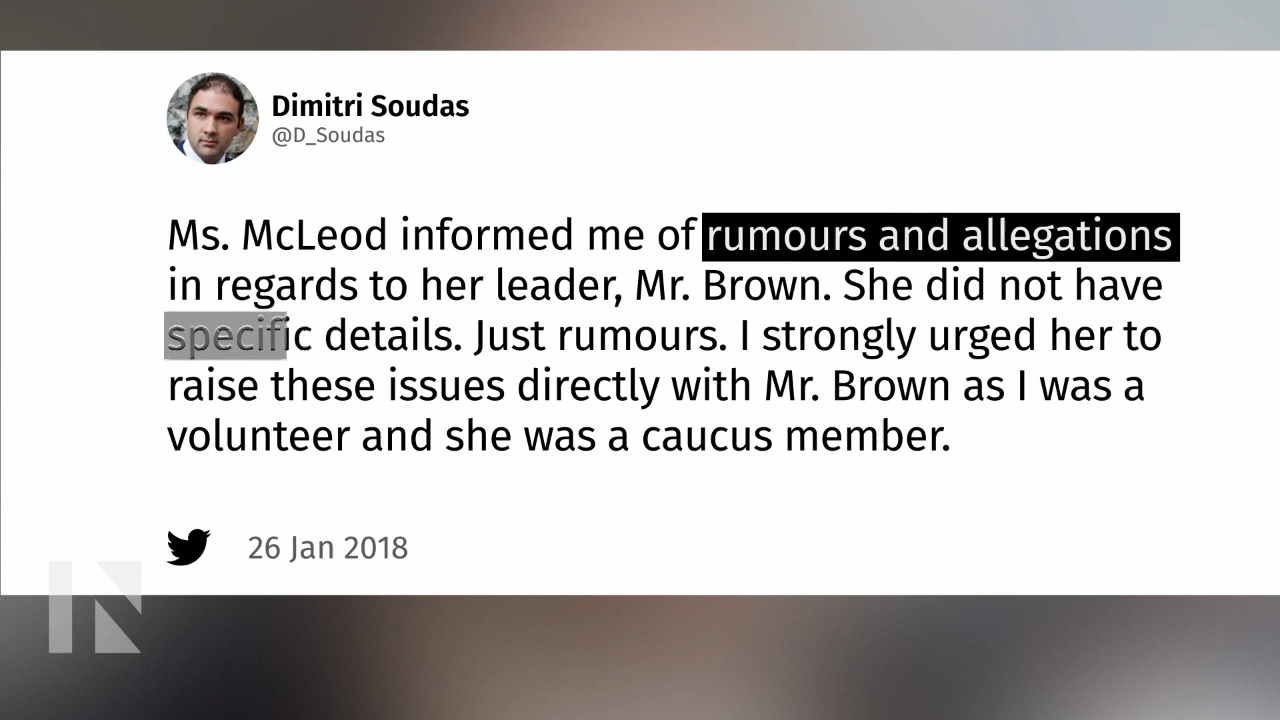 Dimitri Soudas
@D_Soudas
Ms. McLeod informed me of rumours and allegations
in regards to her leader, Mr. Brown. She did not have
specific details. Just rumours. I strongly urged her to
raise these issues directly with Mr. Brown as I was a
volunteer and she was a caucus member.
26 Jan 2018
IN